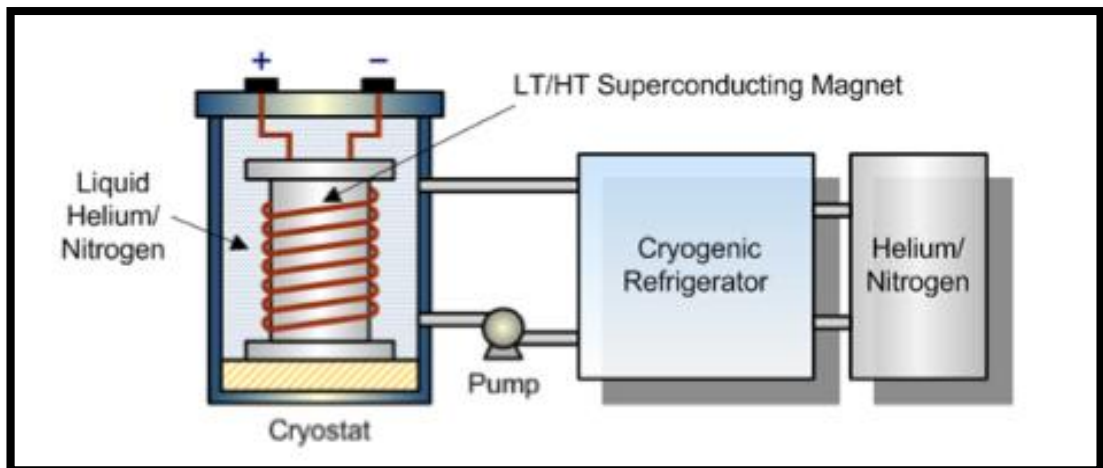 +
−
LT/HT Superconducting Magnet
Liquid
Helium/
Nitrogen
Cryogenic
Refrigerator
Helium/
Nitrogen
Pump
Cryostat